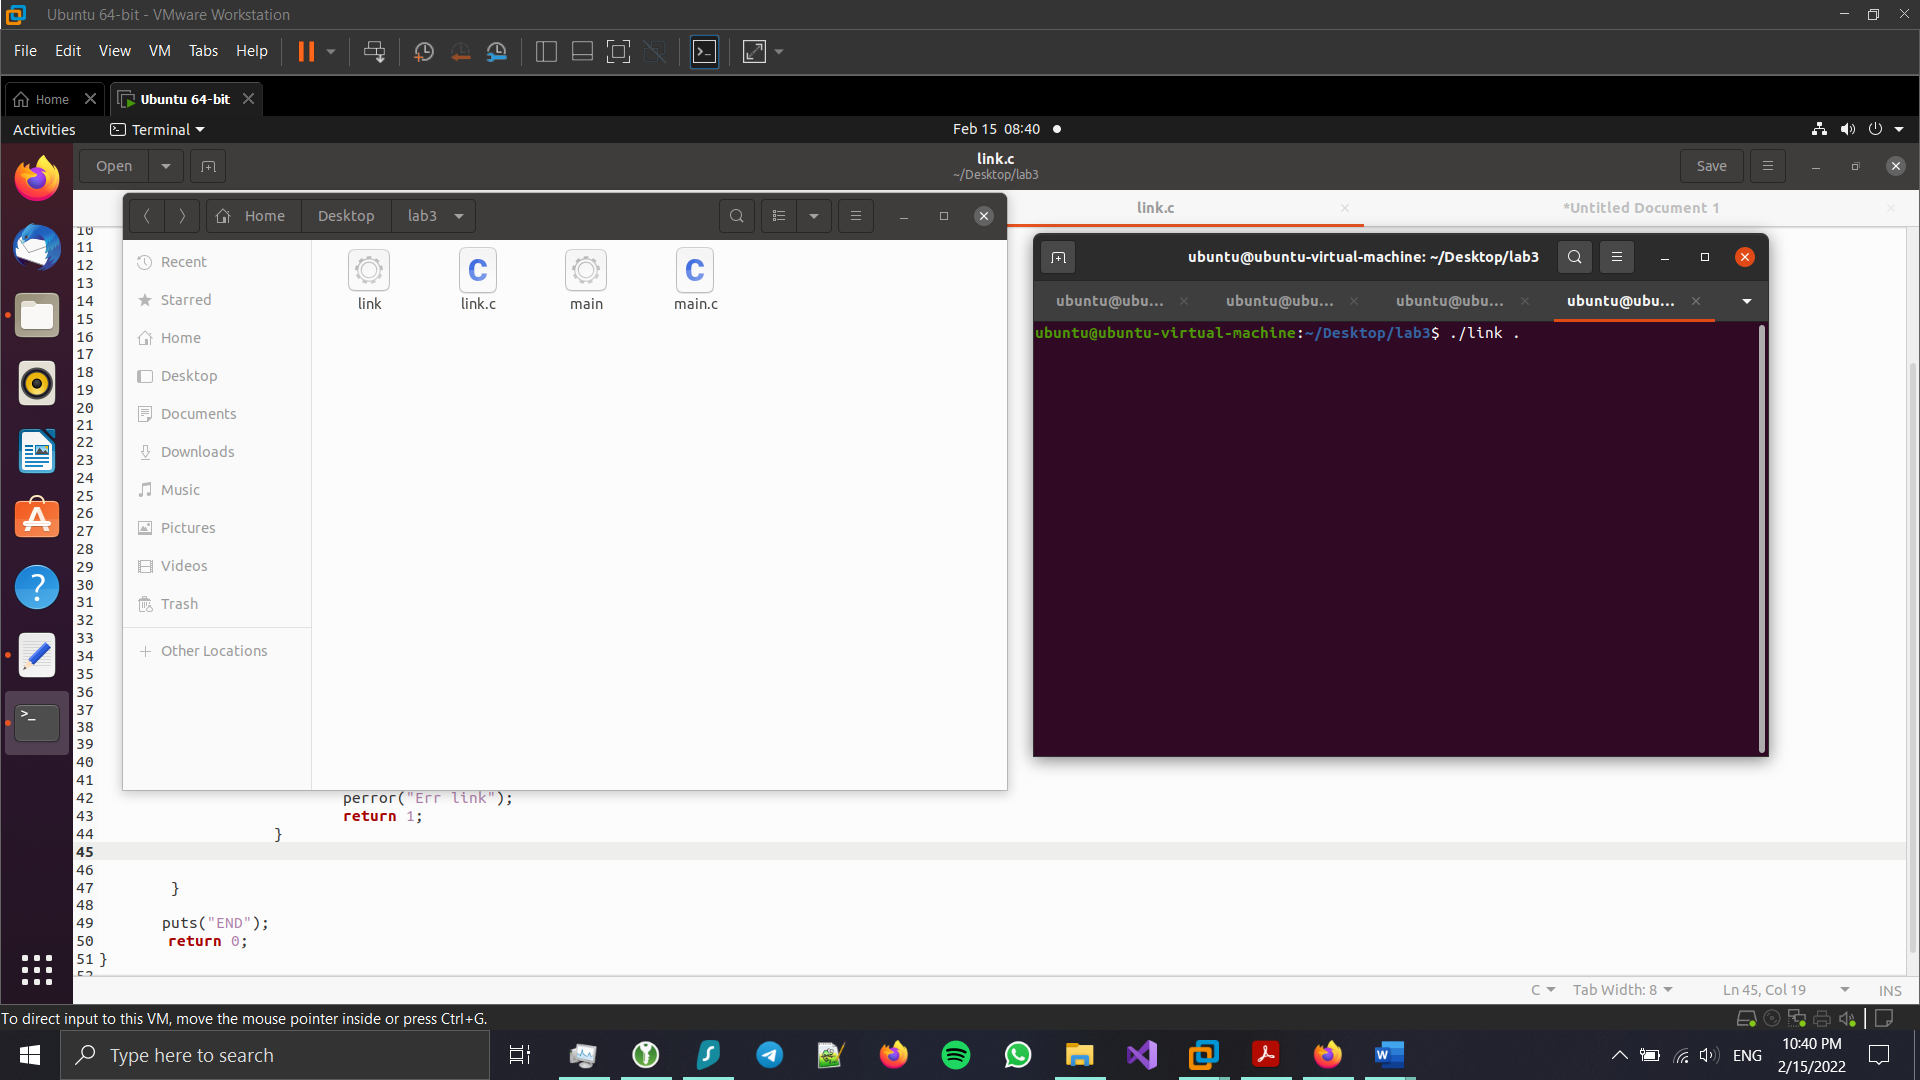 Ubuntu 64-bit - VMware Workstation
File Edit View VM Tabs Help
Home
Ubuntu 64-bit
Activities
Terminal
Feb 15 08:40
Open
link.c
~/Desktop/lab3
Save
link.c
*Untitled Document 1
Home
Desktop
lab3
Recent
Starred
Home
Desktop
Documents
Downloads
Music
Pictures
Videos
Trash
Other Locations
link
link.c
main
main.c
ubuntu@ubuntu-virtual-machine: ~/Desktop/lab3
ubuntu@ubu...
ubuntu@ubu...
ubuntu@ubu...
ubuntu@ubu...
ubuntu@ubuntu-virtual-machine:~/Desktop/lab3$ ./link .
10
11
12
13
14
15
16
17
18
19
20
21
22
23
24
25
26
27
28
29
30
31
32
33
34
35
36
37
38
39
40
41
42 perror("Err link");
43 return 1;
44 }
45
46
47 }
48
49 puts("END");
50 return 0;
51 }
C
Tab Width: 8
Ln 45, Col 19
INS
To direct input to this VM, move the mouse pointer inside or press Ctrl+G.
Type here to search
ENG
10:40 PM
2/15/2022